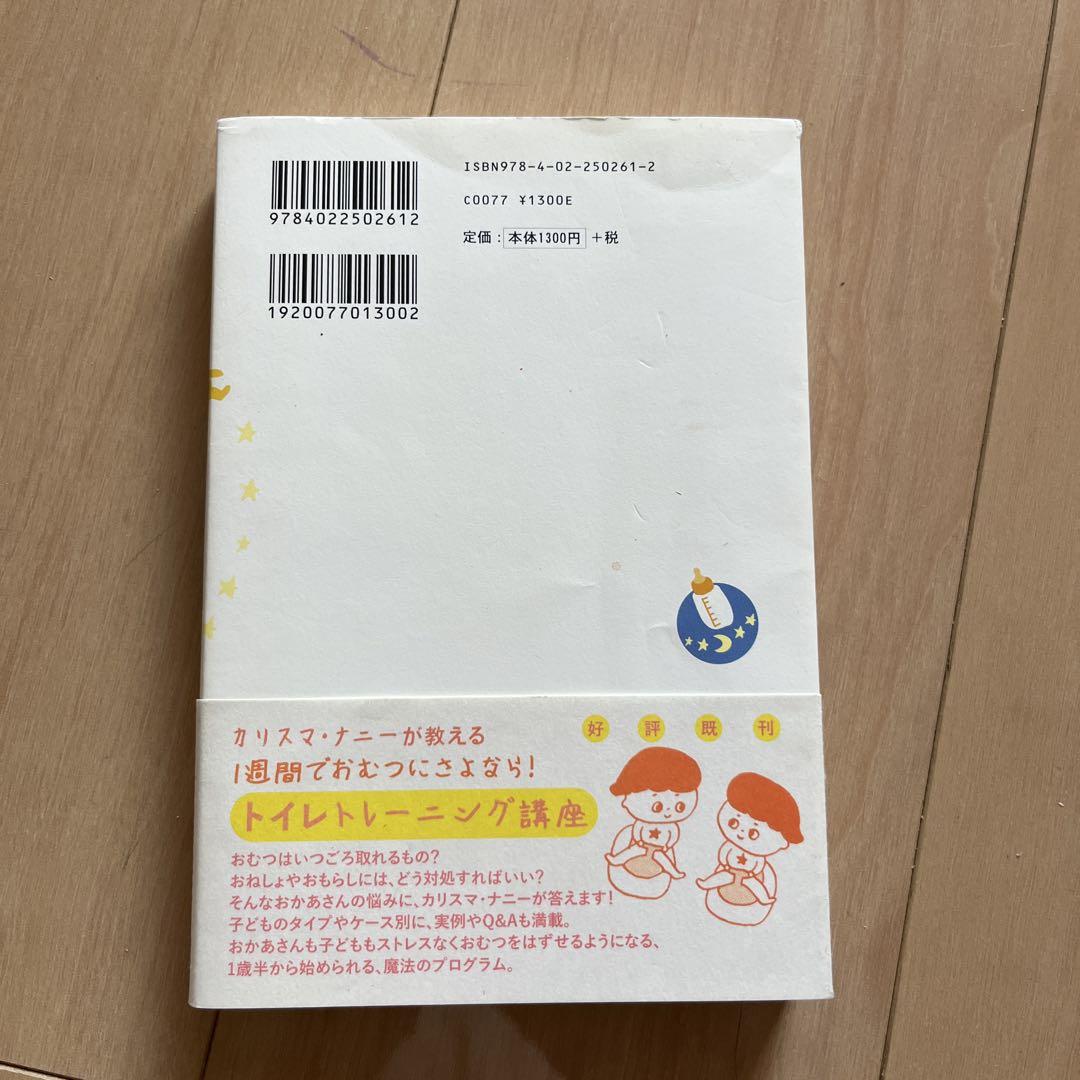 ISBN978-4-02-250261-2
C0077 ¥1300E
定価:本体1300円+税
9784022502612
1920077013002
カリスマ・ナニーが教える
1週間でおむつにさよなら!
トイレトレーニング講座
好評既刊
おむつはいつごろ取れるもの?
おねしょやおもらしには、どう対処すればいい?
そんなおかあさんの悩みに、カリスマ・ナニーが答えます!
子どものタイプやケース別に、実例やQ&Aも満載。
おかあさんも子どももストレスなくおむつをはずせるようになる、
1歳半から始められる、魔法のプログラム。